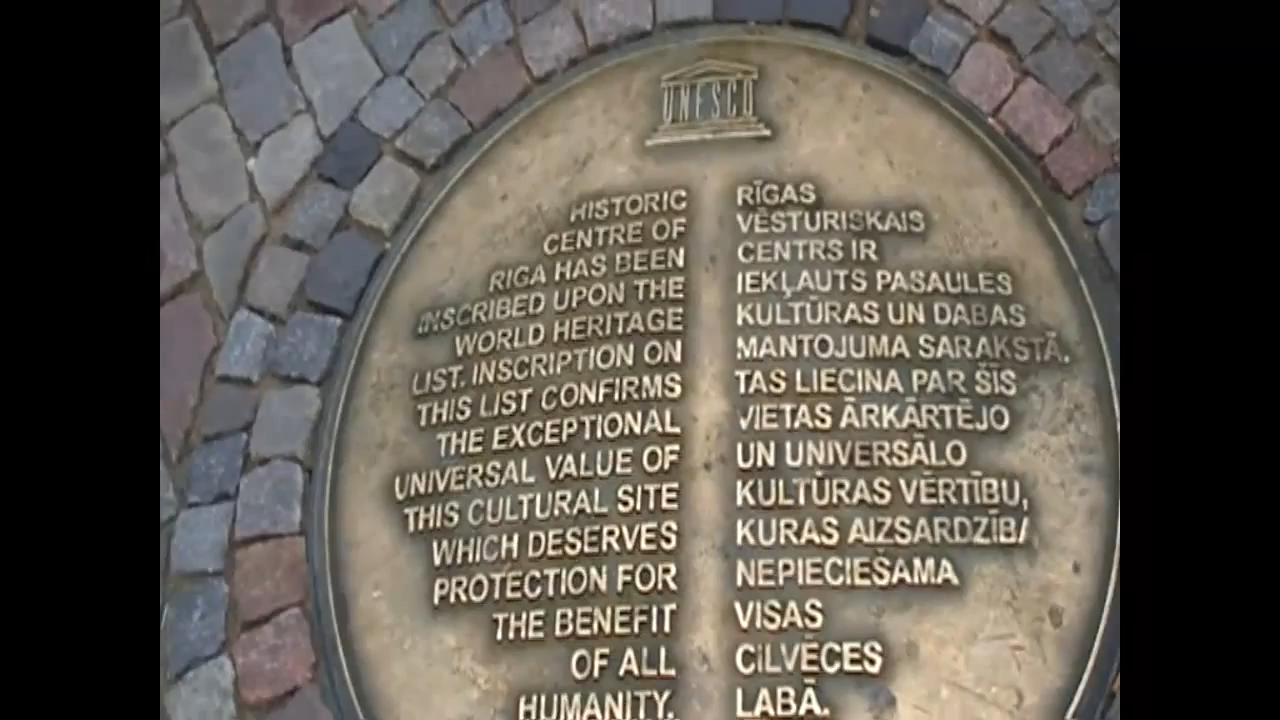 UNESCO
HISTORIC
CENTRE OF
RIGA HAS BEEN
INSCRIBED UPON THE
WORLD HERITAGE
LIST. INSCRIPTION ON
THIS LIST CONFIRMS
THE EXCEPTIONAL
UNIVERSAL VALUE OF
THIS CULTURAL SITE
WHICH DESERVES
PROTECTION FOR
THE BENEFIT
OF ALL
HUMANITY.
RĪGAS
VĒSTURISKAIS
CENTRS IR
IEKĻAUTS PASAULES
KULTŪRAS UN DABAS
MANTOJUMA SARAKSTĀ.
TAS LIECINA PAR ŠĪS
VIETAS ĀRKĀRTĒJO
UN UNIVERSĀLO
KULTŪRAS VĒRTĪBU,
KURAS AIZSARDZĪBA
NEPIECIEŠAMA
VISAS
CILVĒCES
LABĀ.